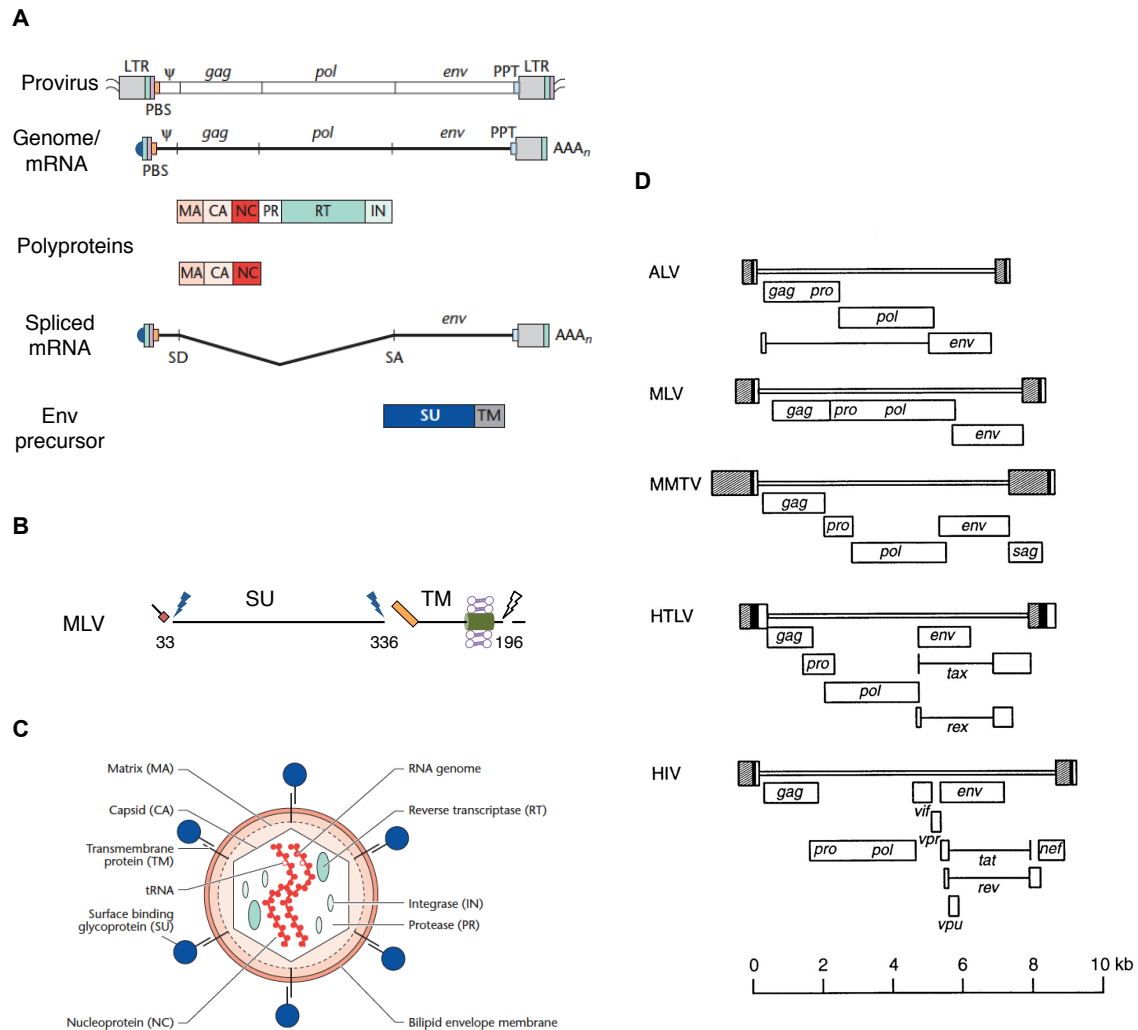 A
LTR ψ gag pol env PPT LTR
Provirus
PBS
Genome/
mRNA
ψ gag pol env PPT
AAAn
PBS
MA CA NC PR RT IN
Polyproteins
MA CA NC
Spliced
mRNA
env
AAAn
SD SA
Env
precursor
SU TM
B
MLV
SU TM
33 336 196
C
Matrix (MA)
Capsid (CA)
Transmembrane
protein (TM)
tRNA
Surface binding
glycoprotein (SU)
Nucleoprotein (NC)
RNA genome
Reverse transcriptase (RT)
Integrase (IN)
Protease (PR)
Bilipid envelope membrane
D
ALV
gag pro
pol
env
MLV
gag pro pol
env
MMTV
gag
pro env
pol sag
HTLV
gag env
pro tax
pol
rex
HIV
gag vif env
vpr
pro pol tat nef
rev
vpu
0 2 4 6 8 10 kb